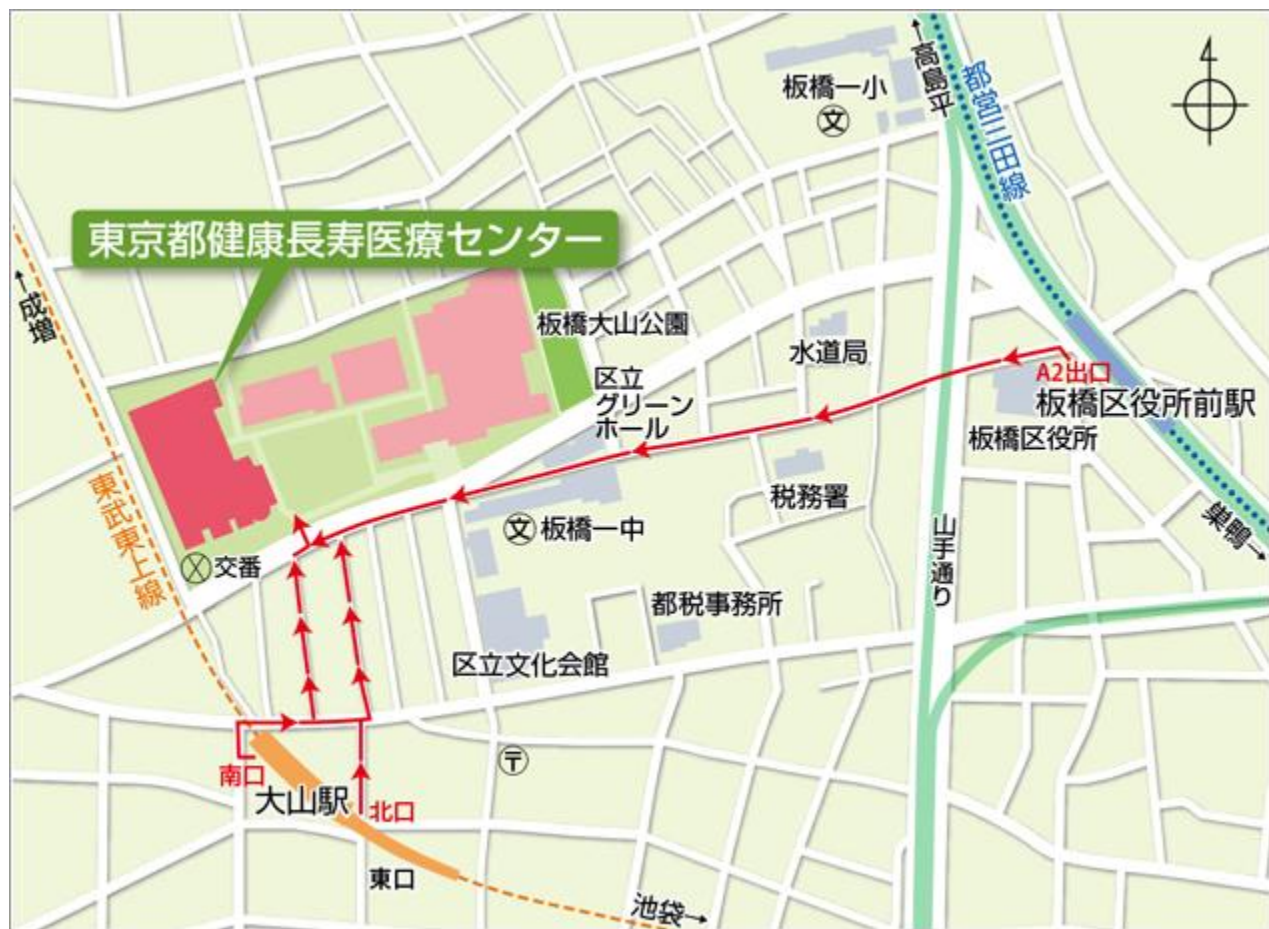 ←高島平
都営三田線
板橋一小
文
東京都健康長寿医療センター
←成増
板橋大山公園
水道局
区立
グリーン
ホール
A2出口
板橋区役所前駅
板橋区役所
税務署
東武東上線
文 板橋一中
山手通り
巣鴨→
交番
都税事務所
区立文化会館
〒
南口
大山駅
北口
東口
池袋→